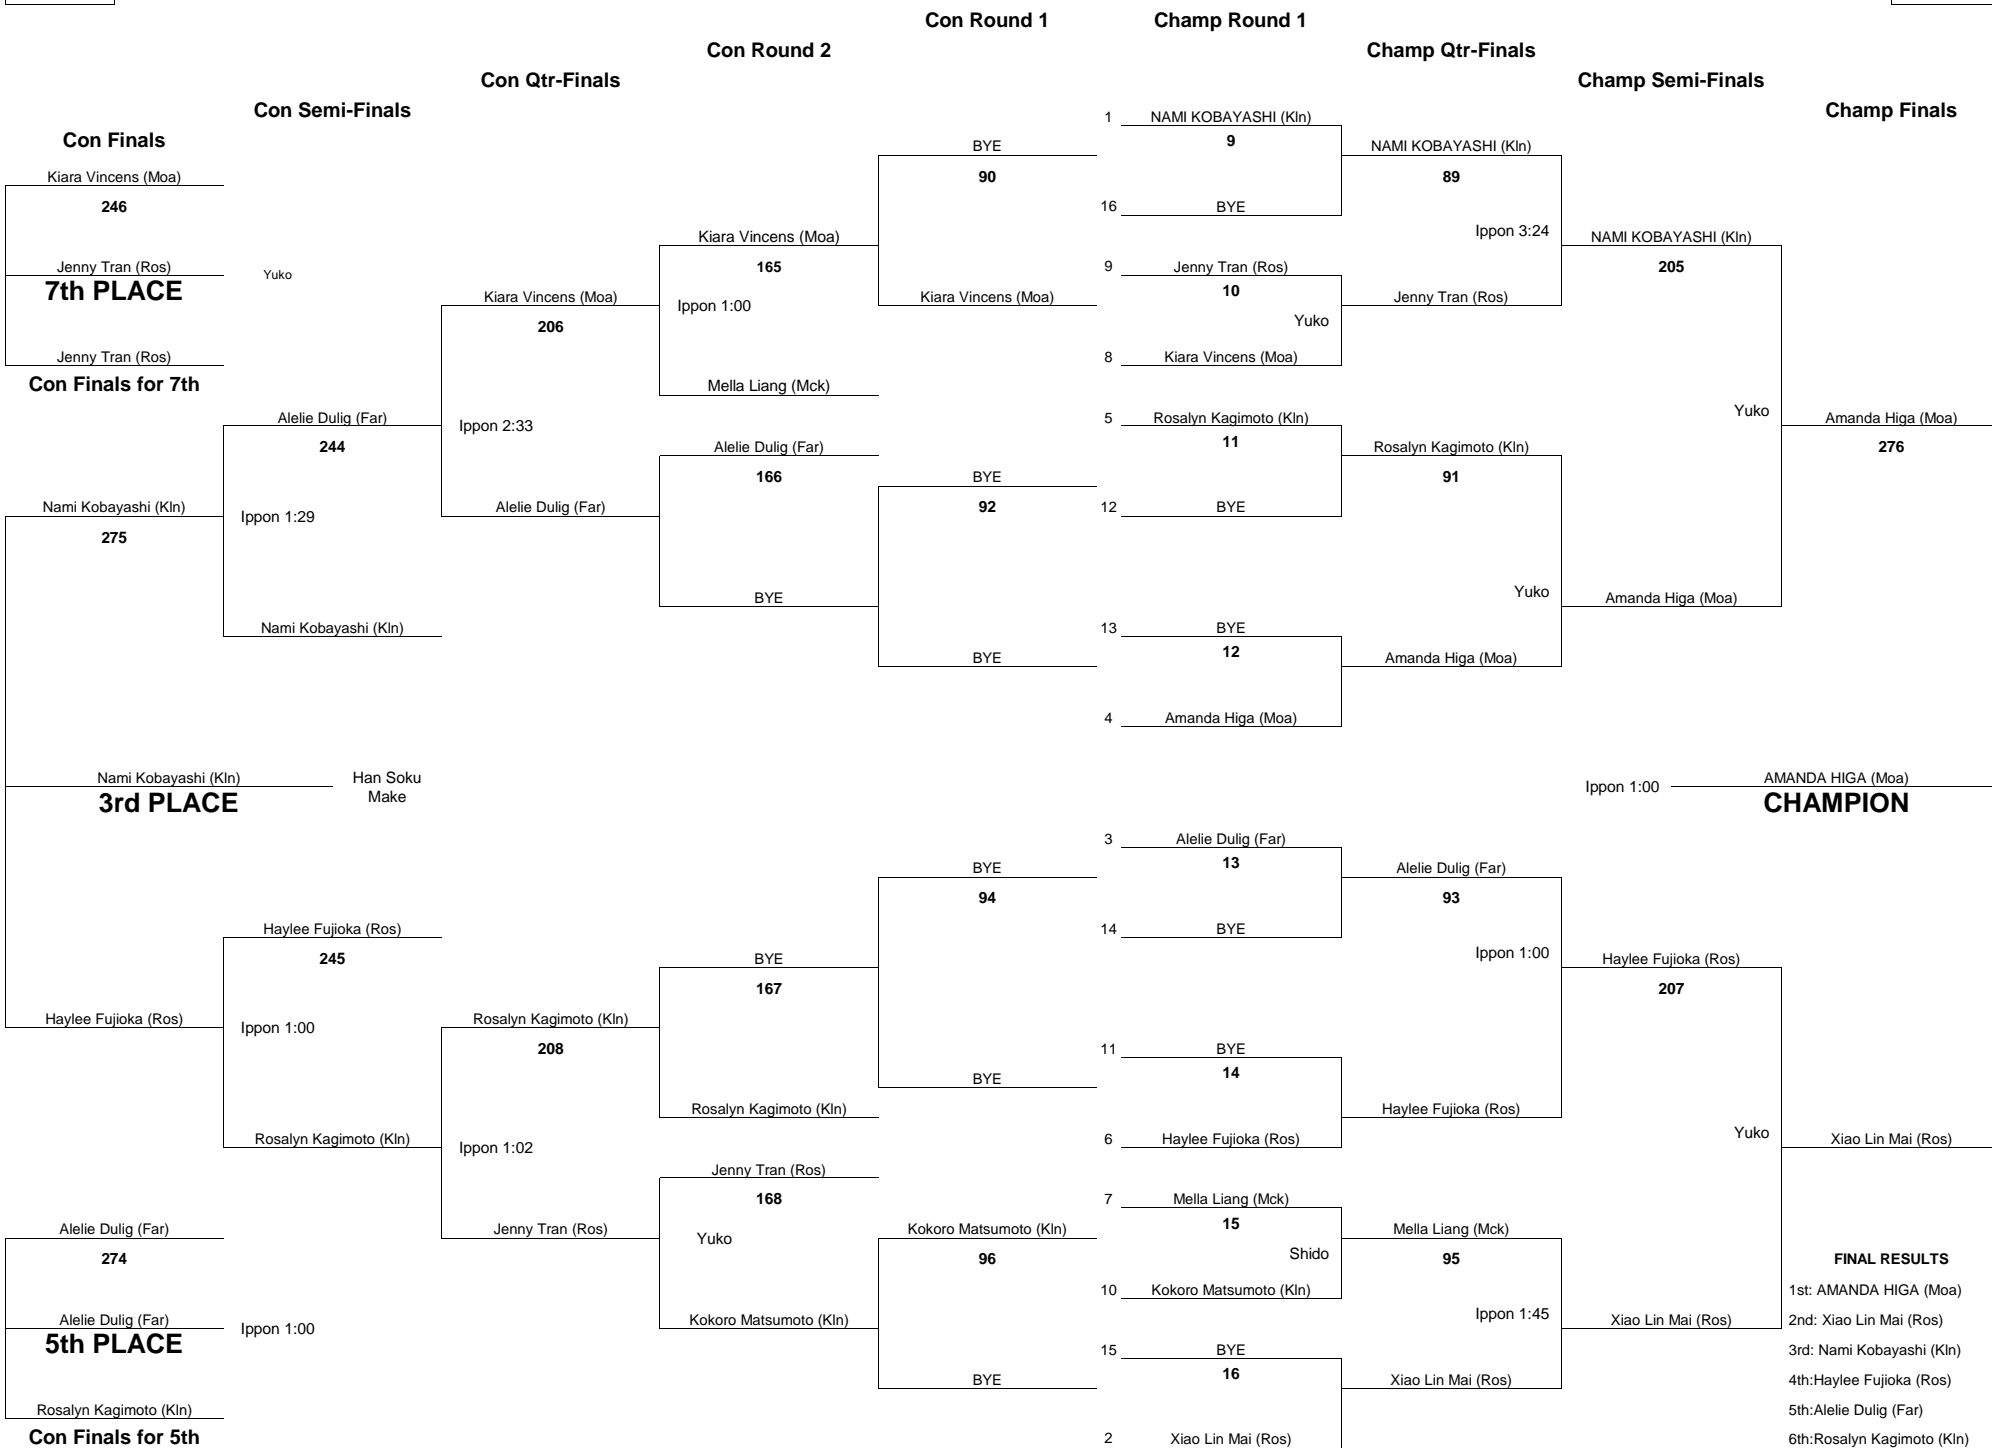 Con Round 1
Champ Round 1
Con Round 2
Champ Qtr-Finals
Con Qtr-Finals
Champ Semi-Finals
Con Semi-Finals
Champ Finals
Con Finals
Kiara Vincens (Moa)
246
Jenny Tran (Ros)
7th PLACE
Yuko
Jenny Tran (Ros)
Con Finals for 7th
Nami Kobayashi (Kln)
275
Nami Kobayashi (Kln)
3rd PLACE
Han Soku
Make
Haylee Fujioka (Ros)
Alelie Dulig (Far)
274
Alelie Dulig (Far)
5th PLACE
Ippon 1:00
Rosalyn Kagimoto (Kln)
Con Finals for 5th
Alelie Dulig (Far)
244
Ippon 1:29
Nami Kobayashi (Kln)
Haylee Fujioka (Ros)
245
Ippon 1:00
Rosalyn Kagimoto (Kln)
Kiara Vincens (Moa)
206
Ippon 2:33
Alelie Dulig (Far)
Rosalyn Kagimoto (Kln)
208
Ippon 1:02
Jenny Tran (Ros)
Kiara Vincens (Moa)
165
Ippon 1:00
Mella Liang (Mck)
Alelie Dulig (Far)
166
BYE
BYE
167
Rosalyn Kagimoto (Kln)
Jenny Tran (Ros)
168
Yuko
Kokoro Matsumoto (Kln)
BYE
90
Kiara Vincens (Moa)
BYE
92
BYE
BYE
94
BYE
Kokoro Matsumoto (Kln)
96
BYE
1 NAMI KOBAYASHI (Kln)
9
16 BYE
9 Jenny Tran (Ros)
10
Yuko
8 Kiara Vincens (Moa)
5 Rosalyn Kagimoto (Kln)
11
12 BYE
13 BYE
12
4 Amanda Higa (Moa)
3 Alelie Dulig (Far)
13
14 BYE
11 BYE
14
6 Haylee Fujioka (Ros)
7 Mella Liang (Mck)
15
Shido
10 Kokoro Matsumoto (Kln)
15 BYE
16
2 Xiao Lin Mai (Ros)
NAMI KOBAYASHI (Kln)
89
Ippon 3:24
Jenny Tran (Ros)
Rosalyn Kagimoto (Kln)
91
Yuko
Amanda Higa (Moa)
Alelie Dulig (Far)
93
Ippon 1:00
Haylee Fujioka (Ros)
Mella Liang (Mck)
95
Ippon 1:45
Xiao Lin Mai (Ros)
NAMI KOBAYASHI (Kln)
205
Yuko
Amanda Higa (Moa)
Haylee Fujioka (Ros)
207
Yuko
Xiao Lin Mai (Ros)
Amanda Higa (Moa)
276
Ippon 1:00
AMANDA HIGA (Moa)
CHAMPION
Xiao Lin Mai (Ros)
FINAL RESULTS
1st: AMANDA HIGA (Moa)
2nd: Xiao Lin Mai (Ros)
3rd: Nami Kobayashi (Kln)
4th:Haylee Fujioka (Ros)
5th:Alelie Dulig (Far)
6th:Rosalyn Kagimoto (Kln)